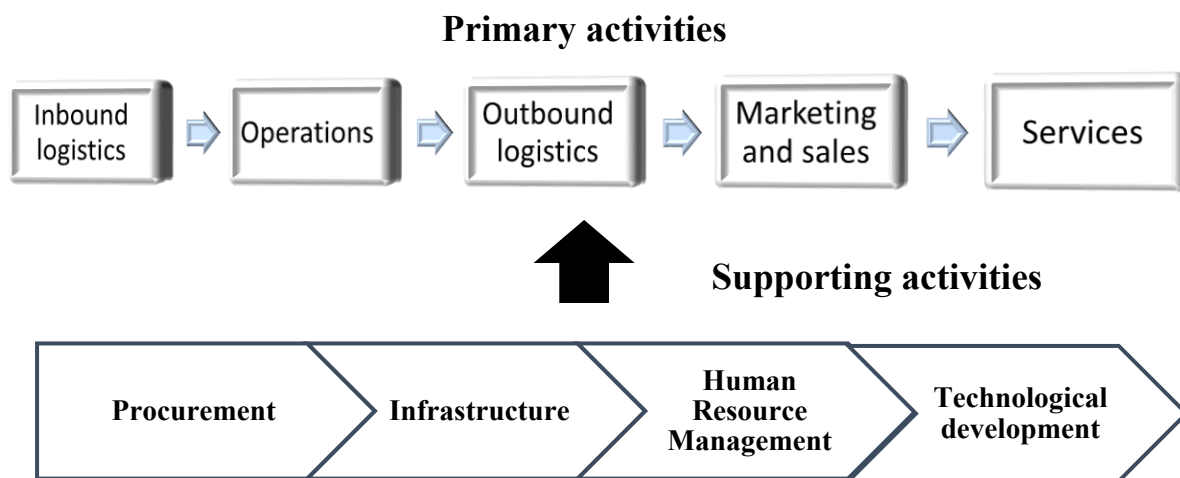 Primary activities
Inbound
logistics
Operations
Outbound
logistics
Marketing
and sales
Services
Supporting activities
Procurement
Infrastructure
Human
Resource
Management
Technological
development